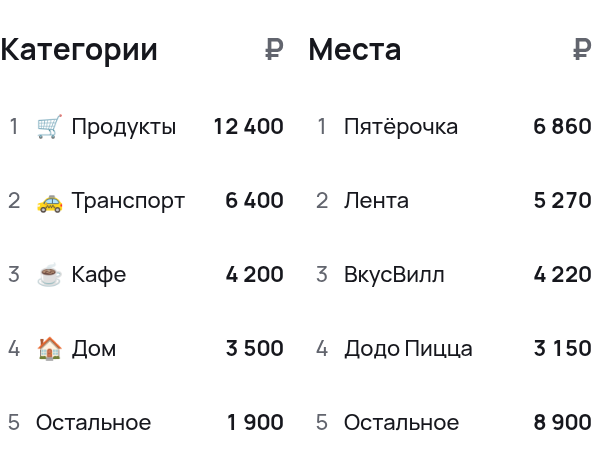 Категории ₽
1 Продукты 12 400
2 Транспорт 6 400
3 Кафе 4 200
4 Дом 3 500
5 Остальное 1 900
Места ₽
1 Пятёрочка 6 860
2 Лента 5 270
3 ВкусВилл 4 220
4 Додо Пицца 3 150
5 Остальное 8 900